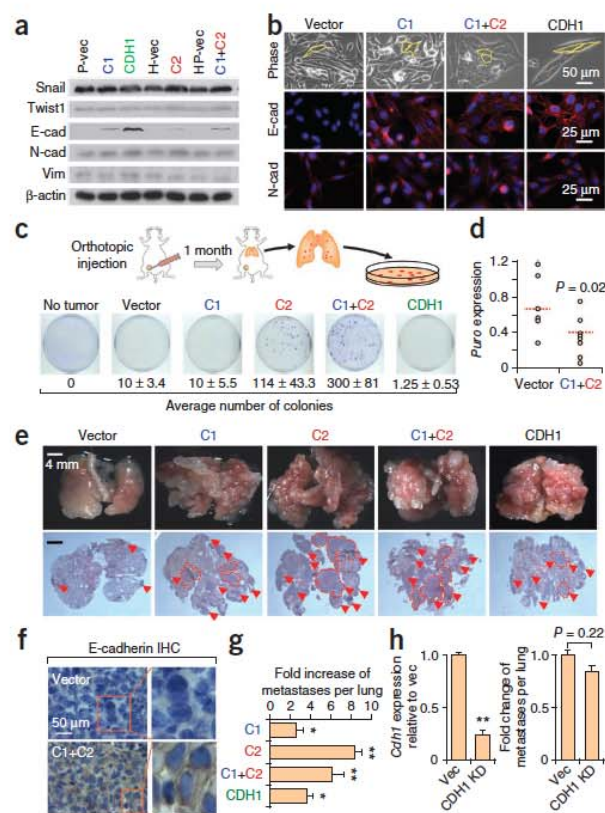 a
P-vec C1 CDH1 H-vec C2 HP-vec C1+C2
Snail
Twist1
E-cad
N-cad
Vim
β-actin
b
Vector C1 C1+C2 CDH1
Phase
50 μm
E-cad
25 μm
N-cad
25 μm
c
Orthotopic injection
1 month
No tumor Vector C1 C2 C1+C2 CDH1
0 10 ± 3.4 10 ± 5.5 114 ± 43.3 300 ± 81 1.25 ± 0.53
Average number of colonies
d
Puro expression
1.2
0.8
0.4
0
P = 0.02
Vector C1+C2
e
Vector C1 C2 C1+C2 CDH1
4 mm
f
E-cadherin IHC
Vector
50 μm
C1+C2
g
Fold increase of
metastases per lung
0 2 4 6 8 10
C1 *
C2 **
C1+C2 **
CDH1 *
h
Cdh1 expression
relative to vec
1.0
0.5
0
**
Vec CDH1 KD
P = 0.22
Fold change of
metastases per lung
1.0
0.5
0
Vec CDH1 KD